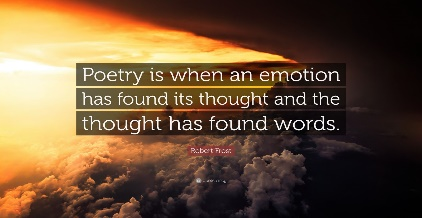 Poetry is when an emotion
has found its thought and the
thought has found words.
Robert Frost